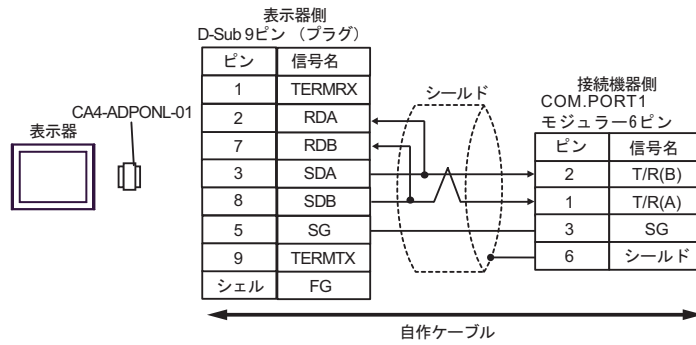 表示器側
D-Sub 9ピン （プラグ）
ピン 信号名
1 TERMRX
2 RDA
7 RDB
3 SDA
8 SDB
5 SG
9 TERMTX
シェル FG
CA4-ADPONL-01
表示器
シールド
接続機器側
COM.PORT1
モジュラー6ピン
ピン 信号名
2 T/R(B)
1 T/R(A)
3 SG
6 シールド
自作ケーブル